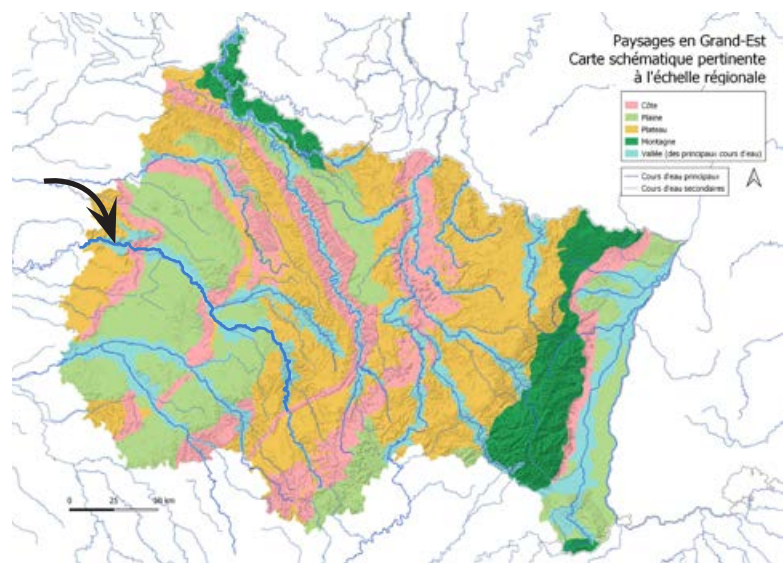 Paysages en Grand-Est
Carte schématique pertinente
à l'échelle régionale
Côte
Plaine
Plateau
Montagne
Vallée (des principaux cours d'eau)
Cours d'eau principaux
Cours d'eau secondaires
0 25 50 km